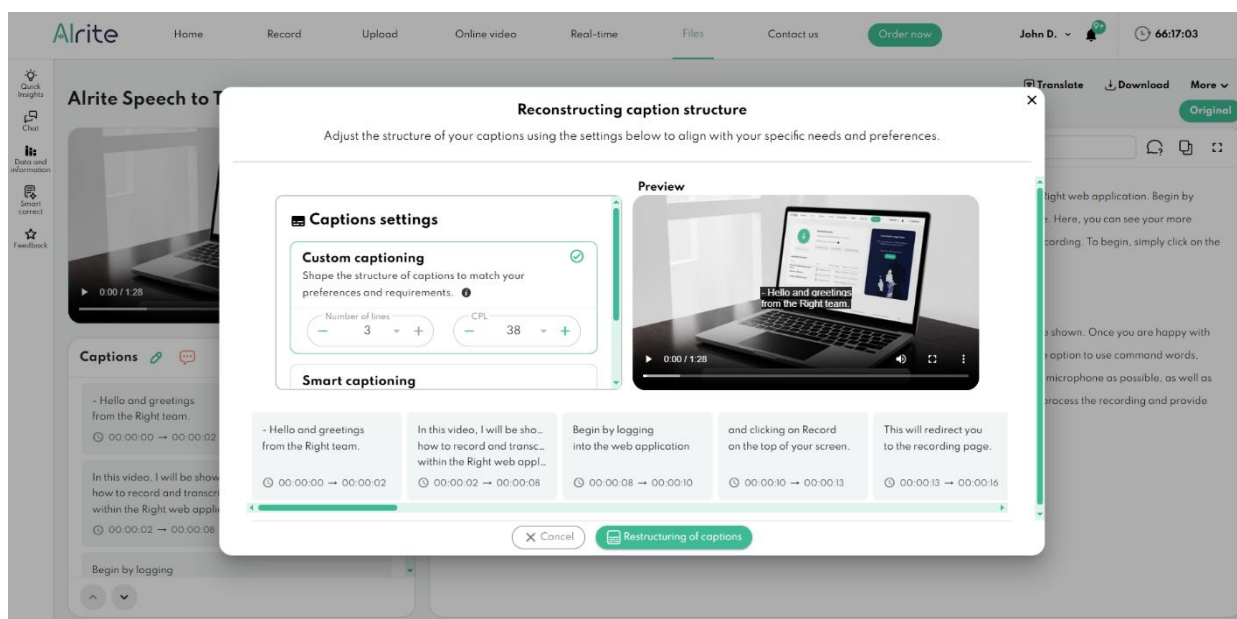 Alrite
Home
Record
Upload
Online video
Real-time
Files
Contact us
Order now
John D.
9+
66:17:03
Quick
Insights
Chat
Data and
information
Smart
correct
Feedback
Alrite Speech to T
Translate
Download
More
Original
0:00 / 1:28
Captions
- Hello and greetings
from the Right team.
00:00:00 → 00:00:02
In this video, I will be show
how to record and transcri
within the Right web applic
00:00:02 → 00:00:08
Begin by logging
Reconstructing caption structure
Adjust the structure of your captions using the settings below to align with your specific needs and preferences.
Captions settings
Custom captioning
Shape the structure of captions to match your
preferences and requirements.
Number of lines
3
CPL
38
Smart captioning
Preview
- Hello and greetings
from the Right team.
0:00 / 1:28
- Hello and greetings
from the Right team.
00:00:00 → 00:00:02
In this video, I will be sho...
how to record and transc...
within the Right web appl...
00:00:02 → 00:00:08
Begin by logging
into the web application
00:00:08 → 00:00:10
and clicking on Record
on the top of your screen.
00:00:10 → 00:00:13
This will redirect you
to the recording page.
00:00:13 → 00:00:16
Cancel
Restructuring of captions
Right web application. Begin by
. Here, you can see your more
cording. To begin, simply click on the
e shown. Once you are happy with
option to use command words,
microphone as possible, as well as
process the recording and provide